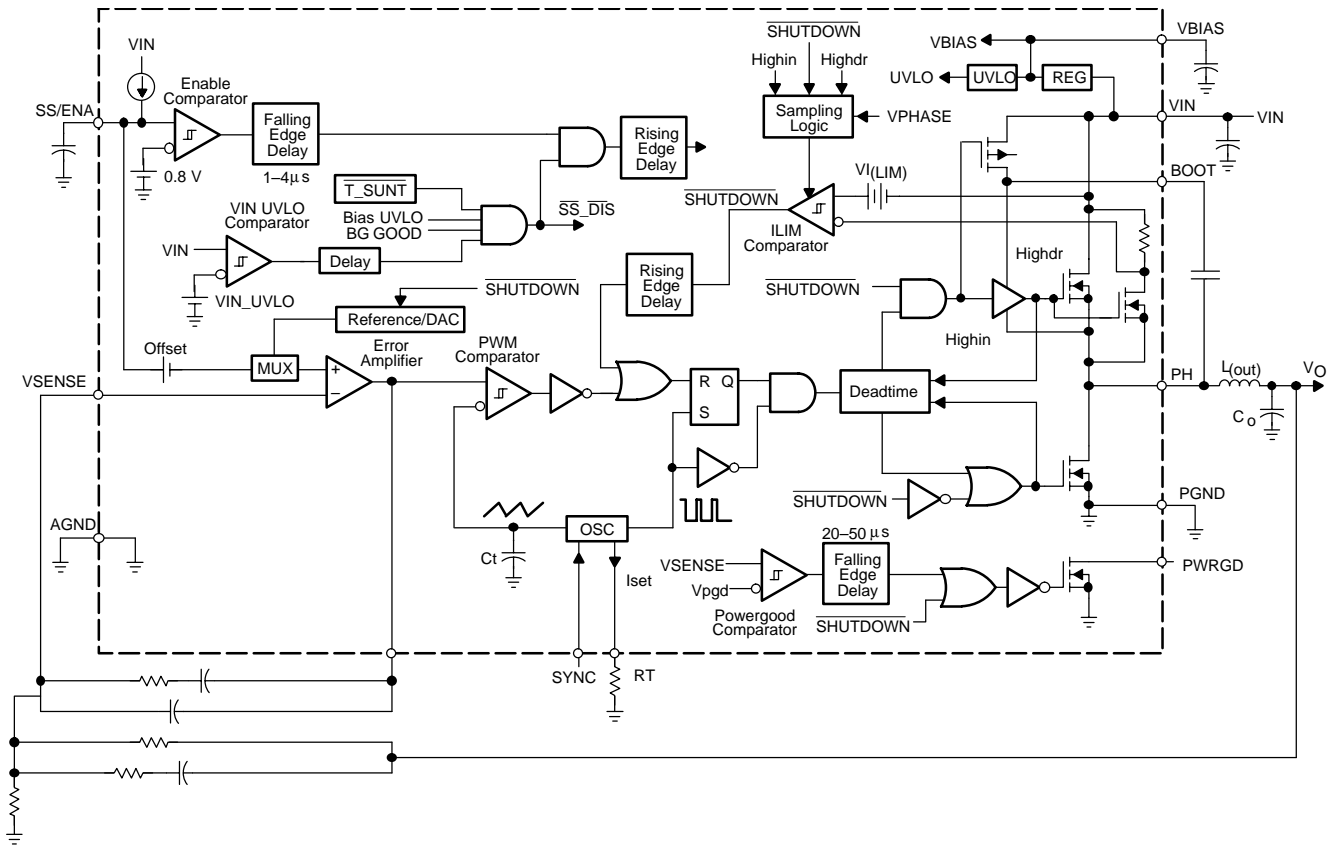 SHUTDOWN
VIN
VBIAS
VBIAS
Highin
Highdr
UVLO
UVLO
REG
Enable
Comparator
SS/ENA
Falling
Edge
Delay
Sampling
Logic
VPHASE
VIN
VIN
Rising
Edge
Delay
0.8 V
1–4μs
BOOT
T_SUNT
VI(LIM)
SHUTDOWN
VIN UVLO
Comparator
Bias UVLO
BG GOOD
SS_DIS
ILIM
Comparator
VIN
Delay
Highdr
Rising
Edge
Delay
SHUTDOWN
SHUTDOWN
VIN_UVLO
Reference/DAC
Highin
Offset
Error
Amplifier
PWM
Comparator
MUX
VSENSE
+
−
R Q
S
Deadtime
PH
L(out)
VO
Co
SHUTDOWN
PGND
AGND
OSC
Ct
Iset
20–50 μs
VSENSE
Vpgd
Falling
Edge
Delay
PWRGD
Powergood
Comparator
SHUTDOWN
SYNC
RT